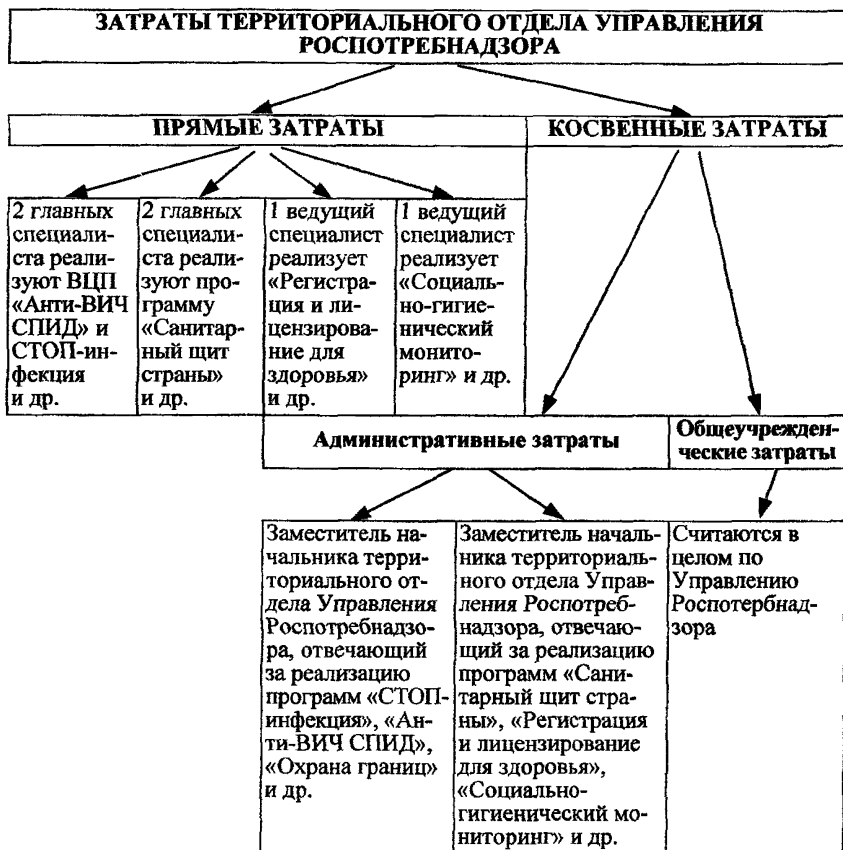 ЗАТРАТЫ ТЕРРИТОРИАЛЬНОГО ОТДЕЛА УПРАВЛЕНИЯ
РОСПОТРЕБНАДЗОРА
ПРЯМЫЕ ЗАТРАТЫ
КОСВЕННЫЕ ЗАТРАТЫ
2 главных
специали-
ста реали-
зуют ВЦП
«Анти-ВИЧ
СПИД» и
СТОП-ин-
фекция
и др.
2 главных
специали-
ста реали-
зуют про-
грамму
«Санитар-
ный щит
страны»
и др.
1 ведущий
специалист
реализует
«Регистра-
ция и ли-
цензирова-
ние для
здоровья»
и др.
1 ведущий
специалист
реализует
«Социаль-
но-гигие-
нический
монито-
ринг» и др.
Административные затраты
Общеучрежден-
ческие затраты
Заместитель на-
чальника терри-
ториального от-
дела Управления
Роспотребнадзо-
ра, отвечающий
за реализацию
программ «СТОП-
инфекция», «Ан-
ти-ВИЧ СПИД»,
«Охрана границ»
и др.
Заместитель началь-
ника территориаль-
ного отдела Управ-
ления Роспотреб-
надзора, отвечаю-
щий за реализацию
программ «Сани-
тарный щит стра-
ны», «Регистрация
и лицензирование
для здоровья»,
«Социально-
гигиенический мо-
ниторинг» и др.
Считаются в
целом по
Управлению
Роспотербнад-
зора